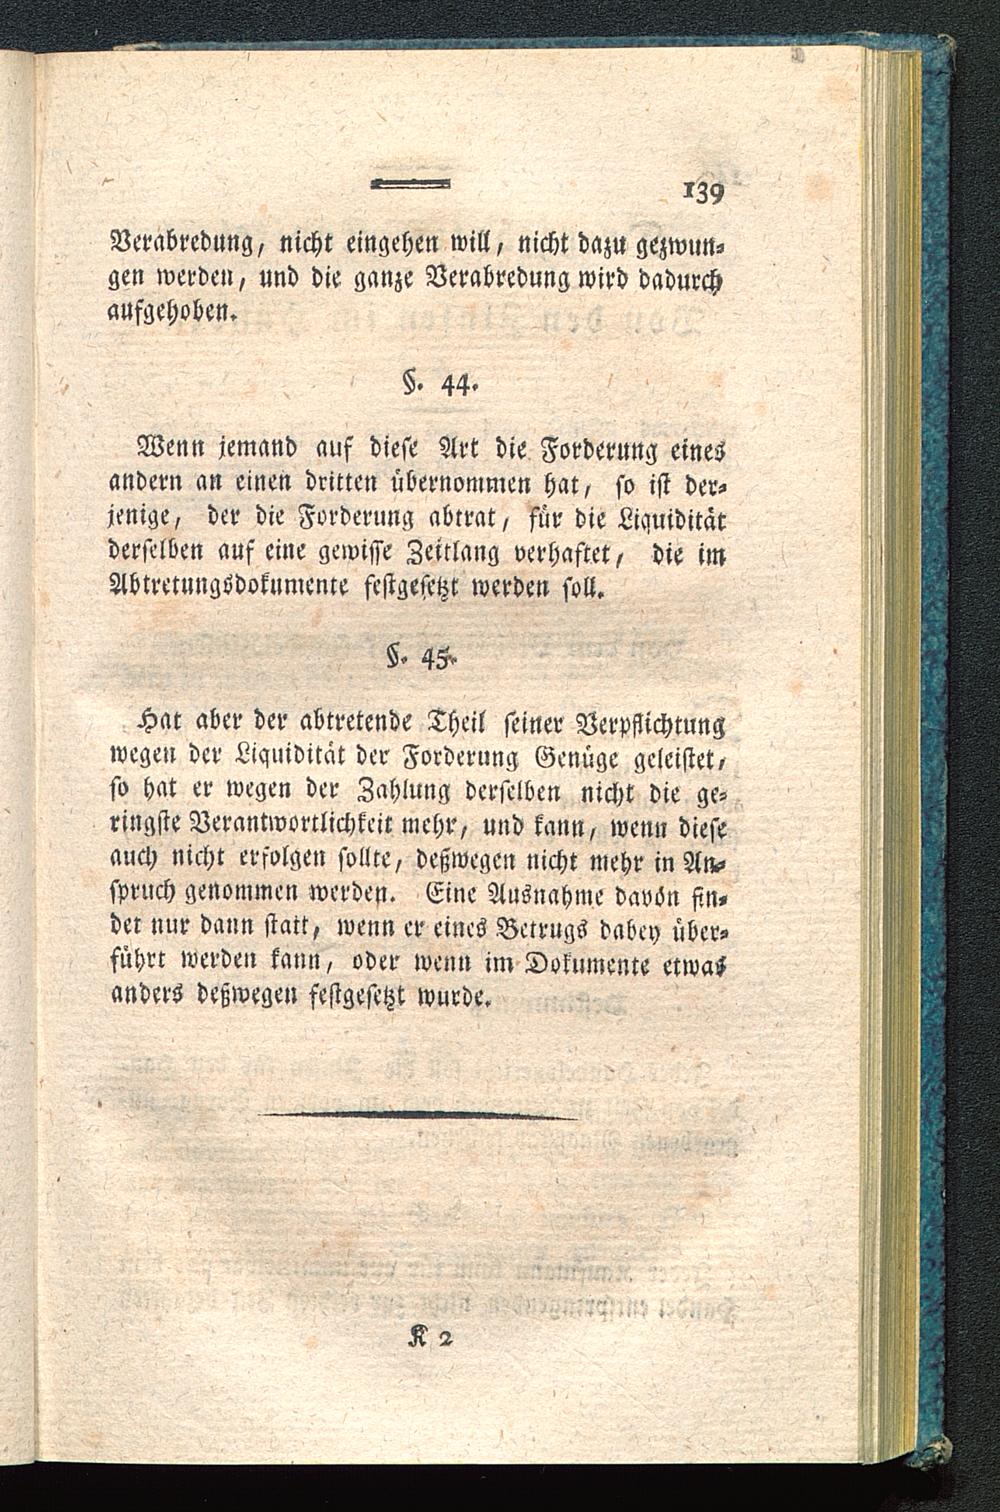 139
Verabredung, nicht eingehen will, nicht dazu gezwun-
gen werden, und die ganze Verabredung wird dadurch
aufgehoben.
§. 44.
Wenn jemand auf dieſe Art die Forderung eines
andern an einen dritten übernommen hat, ſo iſt der-
jenige, der die Forderung abtrat, für die Liquidität
derſelben auf eine gewiſſe Zeitlang verhaftet, die im
Abtretungsdokumente feſtgeſetzt werden ſoll.
§. 45.
Hat aber der abtretende Theil ſeiner Verpflichtung
wegen der Liquidität der Forderung Genüge geleiſtet,
ſo hat er wegen der Zahlung derſelben nicht die ge-
ringſte Verantwortlichkeit mehr, und kann, wenn dieſe
auch nicht erfolgen ſollte, deßwegen nicht mehr in An-
ſpruch genommen werden. Eine Ausnahme davon fin-
det nur dann ſtatt, wenn er eines Betrugs dabey über-
führt werden kann, oder wenn im Dokumente etwas
anders deßwegen feſtgeſetzt wurde.
K 2